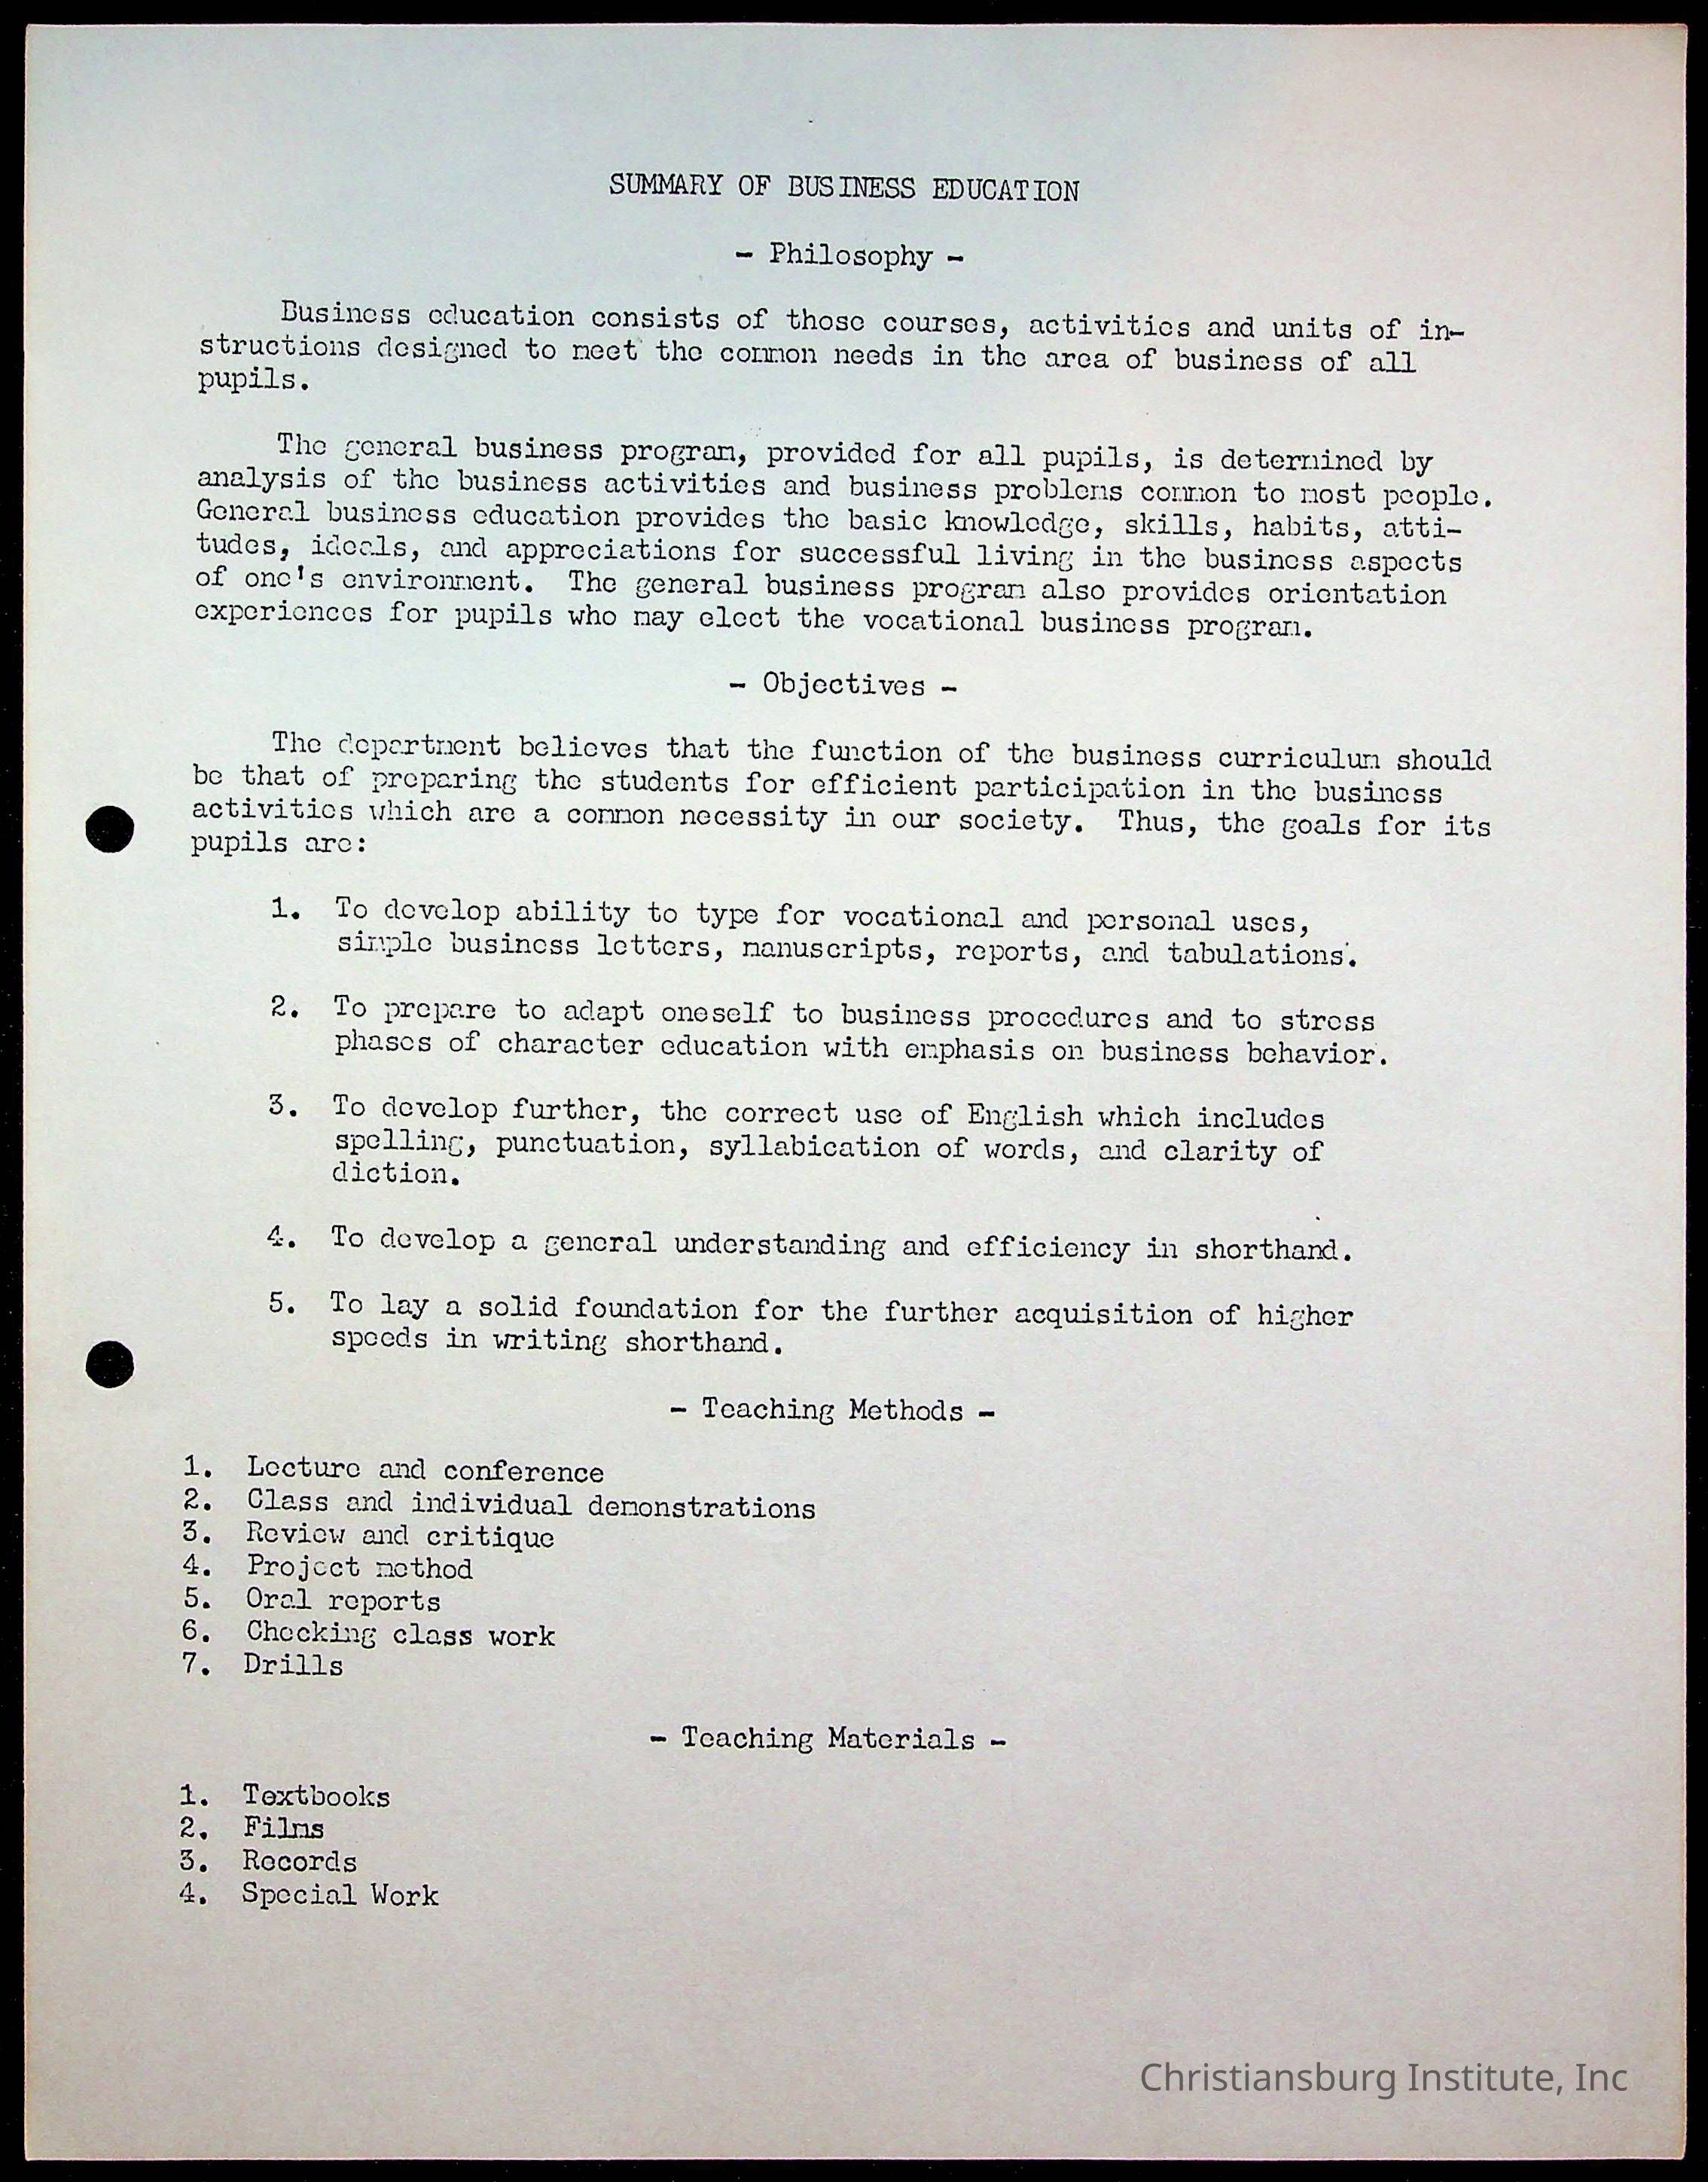 SUMMARY OF BUSINESS EDUCATION
- Philosophy -
Business education consists of those courses, activities and units of in-
structions designed to meet the common needs in the area of business of all
pupils.
The general business program, provided for all pupils, is determined by
analysis of the business activities and business problems common to most people.
General business education provides the basic knowledge, skills, habits, atti-
tudes, ideals, and appreciations for successful living in the business aspects
of one's environment.  The general business program also provides orientation
experiences for pupils who may elect the vocational business program.
- Objectives -
The department believes that the function of the business curriculum should
be that of preparing the students for efficient participation in the business
activities which are a common necessity in our society.  Thus, the goals for its
pupils are:
1. To develop ability to type for vocational and personal uses,
simple business letters, manuscripts, reports, and tabulations.
2. To prepare to adapt oneself to business procedures and to stress
phases of character education with emphasis on business behavior.
3. To develop further, the correct use of English which includes
spelling, punctuation, syllabication of words, and clarity of
diction.
4. To develop a general understanding and efficiency in shorthand.
5. To lay a solid foundation for the further acquisition of higher
speeds in writing shorthand.
- Teaching Methods -
1. Lecture and conference
2. Class and individual demonstrations
3. Review and critique
4. Project method
5. Oral reports
6. Checking class work
7. Drills
- Teaching Materials -
1. Textbooks
2. Films
3. Records
4. Special Work
Christiansburg Institute, Inc